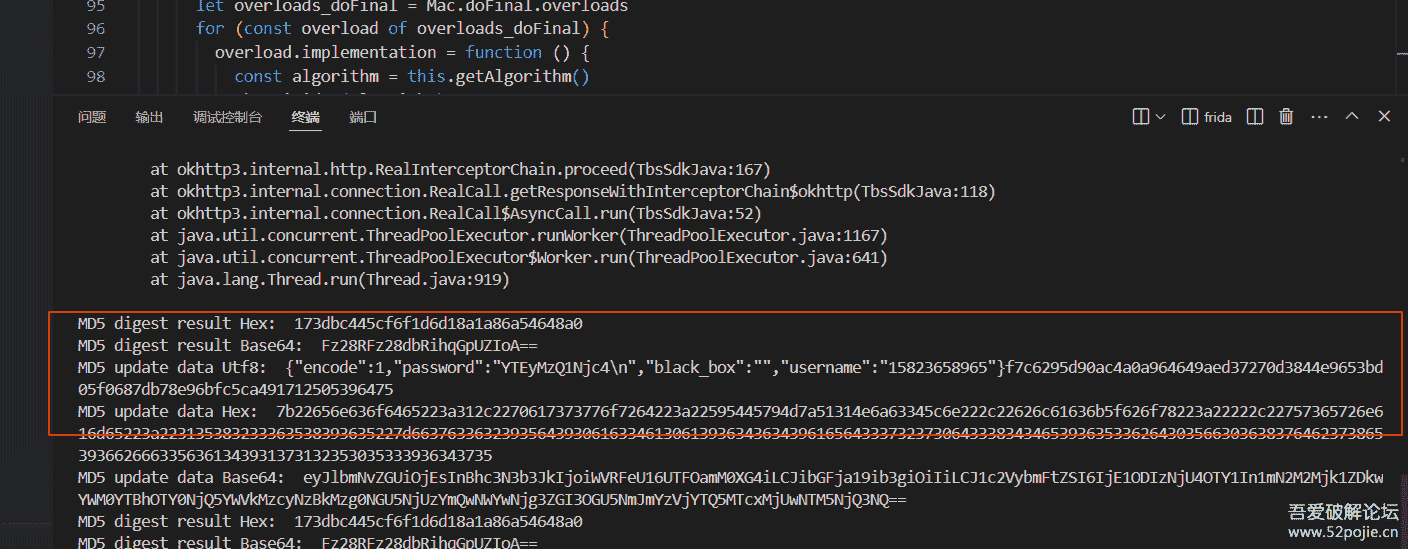 95 let overloads_doFinal = Mac.doFinal.overloads
96 for (const overload of overloads_doFinal) {
97 overload.implementation = function () {
98 const algorithm = this.getAlgorithm()
问题 输出 调试控制台 终端 端口 frida
at okhttp3.internal.http.RealInterceptorChain.proceed(TbsSdkJava:167)
at okhttp3.internal.connection.RealCall.getResponseWithInterceptorChain$okhttp(TbsSdkJava:118)
at okhttp3.internal.connection.RealCall$AsyncCall.run(TbsSdkJava:52)
at java.util.concurrent.ThreadPoolExecutor.runWorker(ThreadPoolExecutor.java:1167)
at java.util.concurrent.ThreadPoolExecutor$Worker.run(ThreadPoolExecutor.java:641)
at java.lang.Thread.run(Thread.java:919)
MD5 digest result Hex: 173dbc445cf6f1d6d18a1a86a54648a0
MD5 digest result Base64: Fz28RFz28dbRihqGpUZIoA==
MD5 update data Utf8: {"encode":1,"password":"YTEyMzQ1Njc4\n","black_box":"","username":"15823658965"}f7c6295d90ac4a0a964649aed37270d3844e9653bd
05f0687db78e96bfc5ca491712505396475
MD5 update data Hex: 7b22656e636f6465223a312c2270617373776f7264223a22595445794d7a51314e6a63345c6e222c22626c61636b5f626f78223a22222c22757365726e6
MD5 update data Base64: eyJlbmNvZGUiOjEsInBhc3N3b3JkIjoiWVRFeU16UTFOamM0XG4iLCJibGFja19ib3giOiIiLCJ1c2VybmFtZSI6IjE1ODIzNjU4OTY1In1mN2M2Mjk1ZDkw
YWM0YTBhOTY0NjQ5YWVkMzcyNzBkMzg0NGU5NjUzYmQwNWYwNjg3ZGI3OGU5NmJmYzVjYTQ5MTcxMjUwNTM5NjQ3NQ==
MD5 digest result Hex: 173dbc445cf6f1d6d18a1a86a54648a0
MD5 digest result Base64: Fz28RFz28dbRihqGpUZIoA==
吾爱破解论坛
www.52pojie.cn